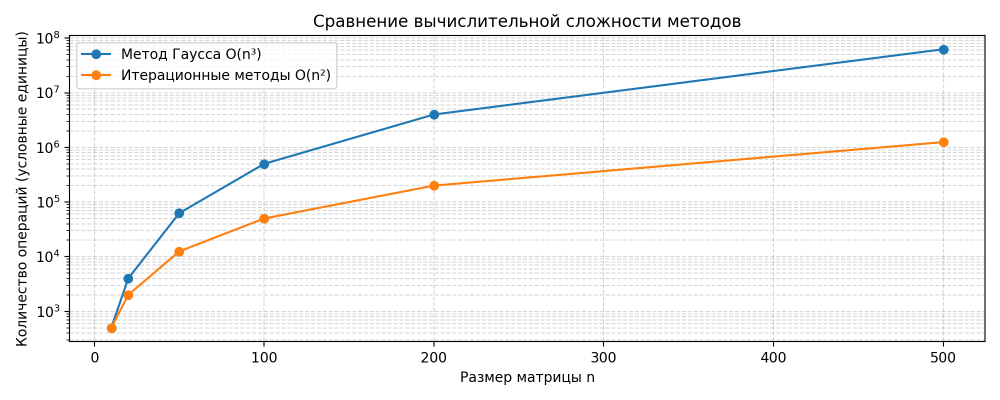 Сравнение вычислительной сложности методов
Количество операций (условные единицы)
10⁸
10⁷
10⁶
10⁵
10⁴
10³
Метод Гаусса O(n³)
Итерационные методы O(n²)
0 100 200 300 400 500
Размер матрицы n